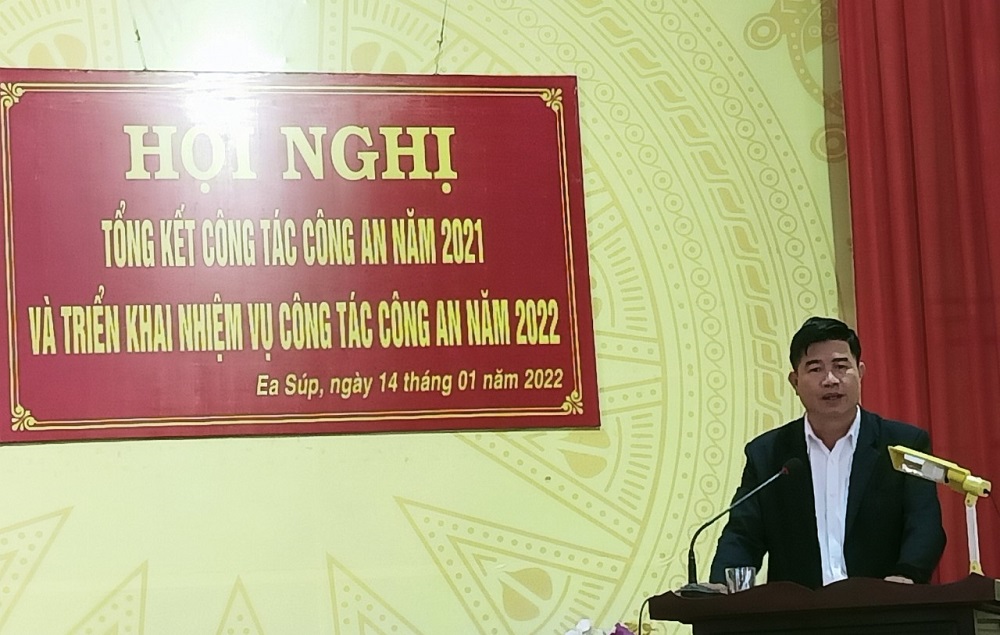 HỘI NGHỊ
TỔNG KẾT CÔNG TÁC CÔNG AN NĂM 2021
VÀ TRIỂN KHAI NHIỆM VỤ CÔNG TÁC CÔNG AN NĂM 2022
Ea Súp, ngày 14 tháng 01 năm 2022